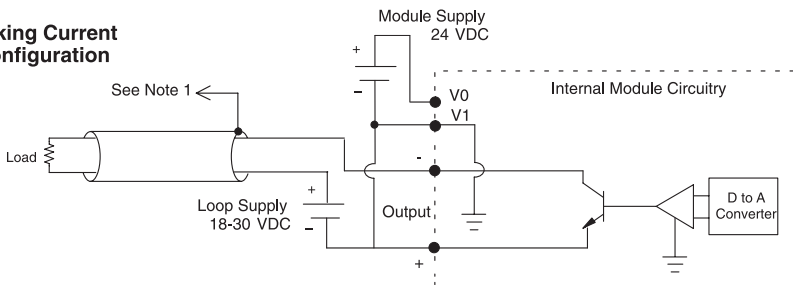 king Current
onfiguration
Module Supply
24 VDC
+
–
See Note 1
V0
V1
Internal Module Circuitry
Load
-
+
Loop Supply
18-30 VDC
–
Output
D to A
Converter
+